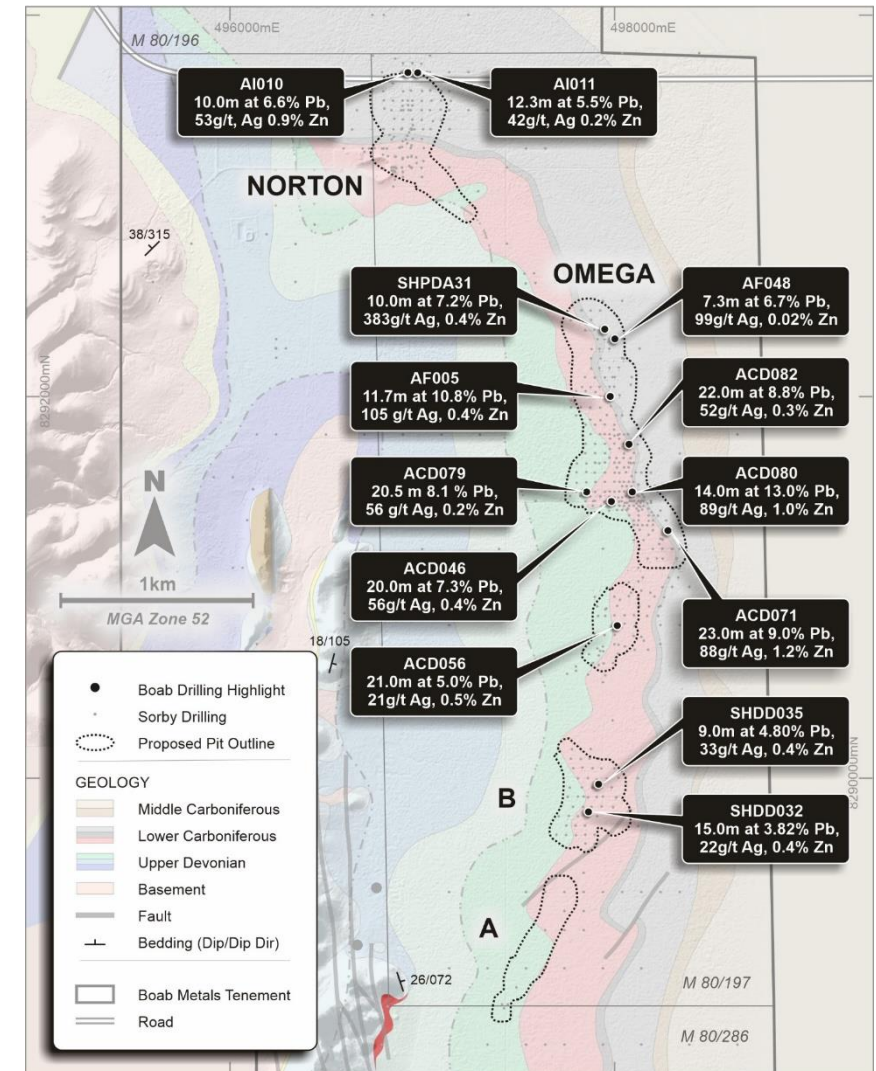 496000mE
498000mE
M 80/196
AI010
10.0m at 6.6% Pb,
53g/t, Ag 0.9% Zn
AI011
12.3m at 5.5% Pb,
42g/t, Ag 0.2% Zn
NORTON
38/315
OMEGA
SHPDA31
10.0m at 7.2% Pb,
383g/t Ag, 0.4% Zn
AF048
7.3m at 6.7% Pb,
99g/t Ag, 0.02% Zn
8292000mN
AF005
11.7m at 10.8% Pb,
105 g/t Ag, 0.4% Zn
ACD082
22.0m at 8.8% Pb,
52g/t Ag, 0.3% Zn
ACD079
20.5 m 8.1 % Pb,
56 g/t Ag, 0.2% Zn
ACD080
14.0m at 13.0% Pb,
89g/t Ag, 1.0% Zn
N
1km
MGA Zone 52
ACD046
20.0m at 7.3% Pb,
56g/t Ag, 0.4% Zn
ACD071
23.0m at 9.0% Pb,
88g/t Ag, 1.2% Zn
18/105
ACD056
21.0m at 5.0% Pb,
21g/t Ag, 0.5% Zn
SHDD035
9.0m at 4.80% Pb,
33g/t Ag, 0.4% Zn
829000umN
B
SHDD032
15.0m at 3.82% Pb,
22g/t Ag, 0.4% Zn
A
26/072
M 80/197
M 80/286
Boab Drilling Highlight
Sorby Drilling
Proposed Pit Outline
GEOLOGY
Middle Carboniferous
Lower Carboniferous
Upper Devonian
Basement
Fault
Bedding (Dip/Dip Dir)
Boab Metals Tenement
Road